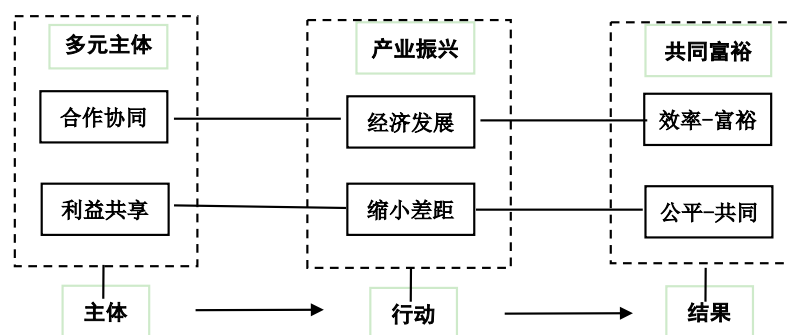 多元主体
产业振兴
共同富裕
合作协同
经济发展
效率-富裕
利益共享
缩小差距
公平-共同
主体
行动
结果